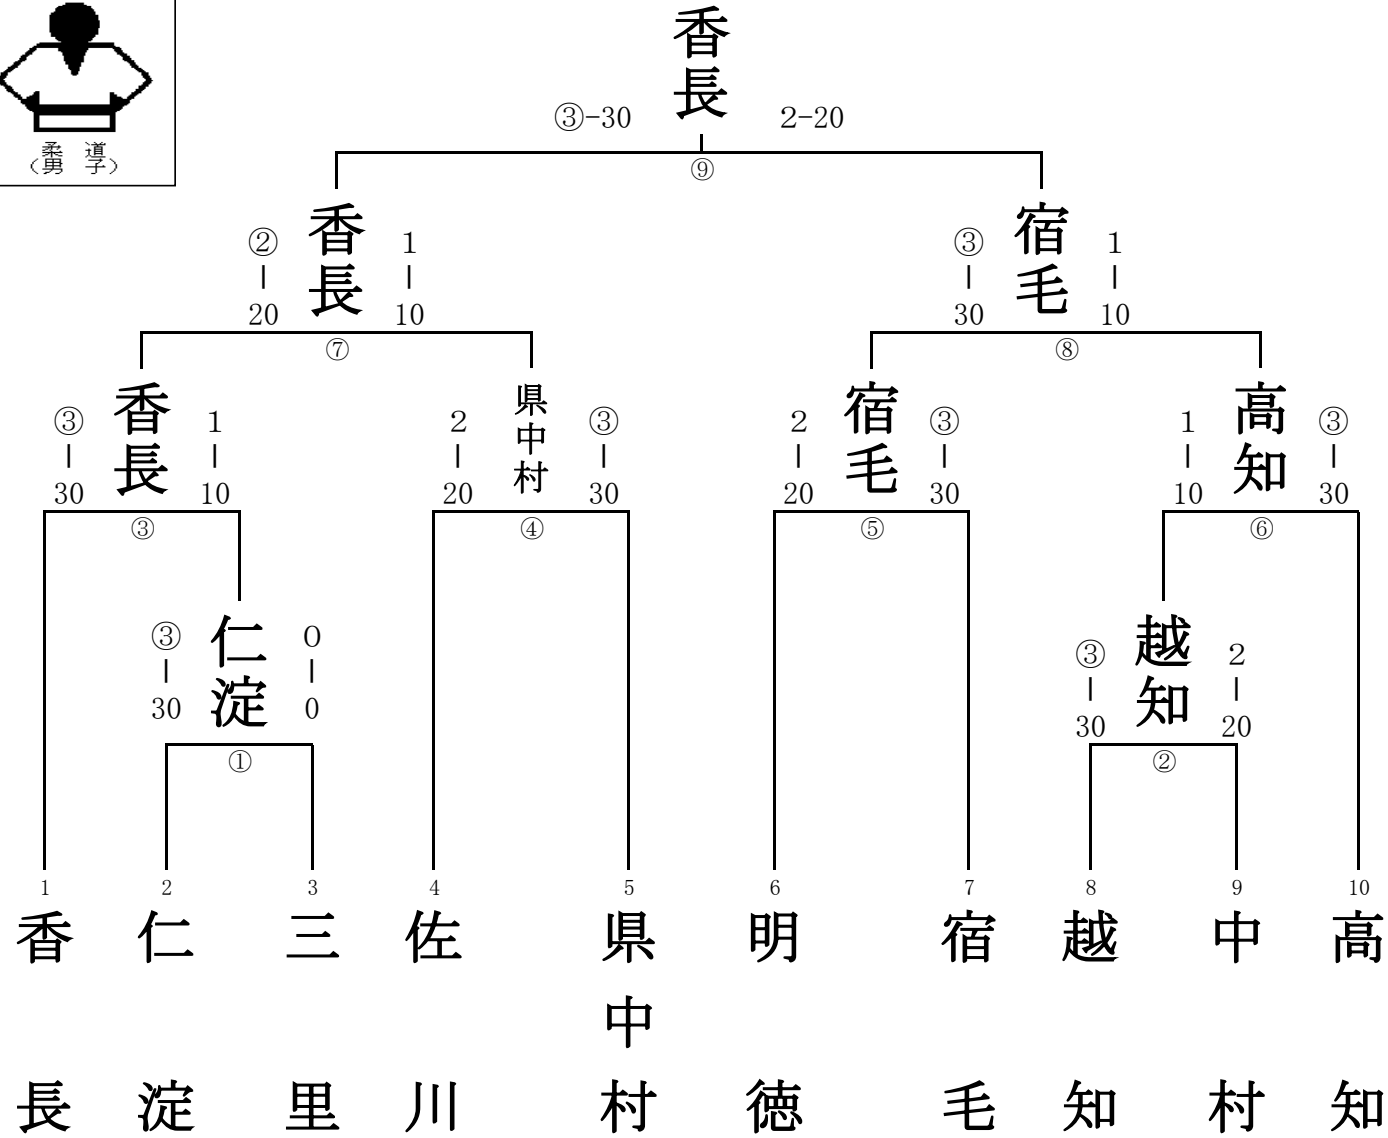 柔道
（男子）
香長
③-30 2-20
⑨
香長
②-20 1-10
⑦
宿毛
③-30 1-10
⑧
香長
③-30 1-10
③
県中村
2-20 ③-30
④
宿毛
2-20 ③-30
⑤
高知
1-10 ③-30
⑥
仁淀
③-30 0-0
①
越知
③-30 2-20
②
1 2 3 4 5 6 7 8 9 10
香長
仁淀
三里
佐川
県中村
明徳
宿毛
越知
中村
高知